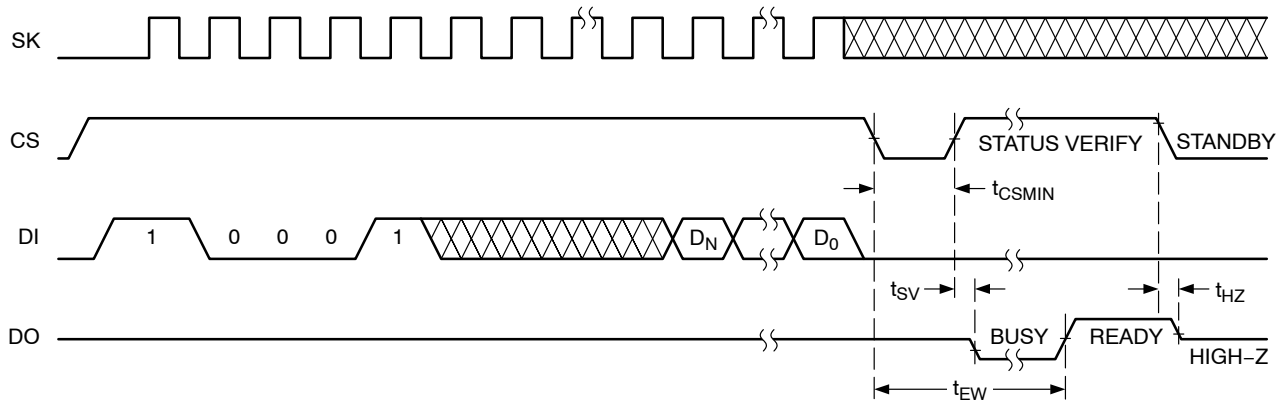 SK
CS
STATUS VERIFY
STANDBY
tCSMIN
DI
1
0
0
0
1
DN
D0
tSV
tHZ
DO
BUSY
READY
HIGH–Z
tEW